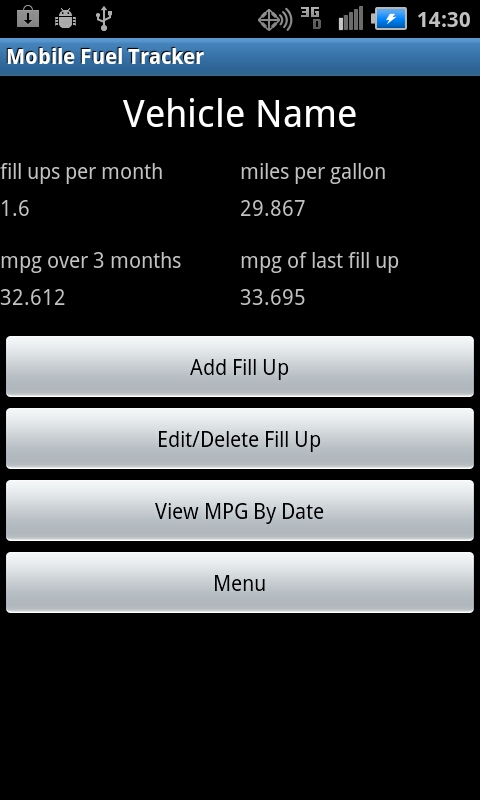 3G
D
14:30
Mobile Fuel Tracker
Vehicle Name
fill ups per month
miles per gallon
1.6
29.867
mpg over 3 months
mpg of last fill up
32.612
33.695
Add Fill Up
Edit/Delete Fill Up
View MPG By Date
Menu